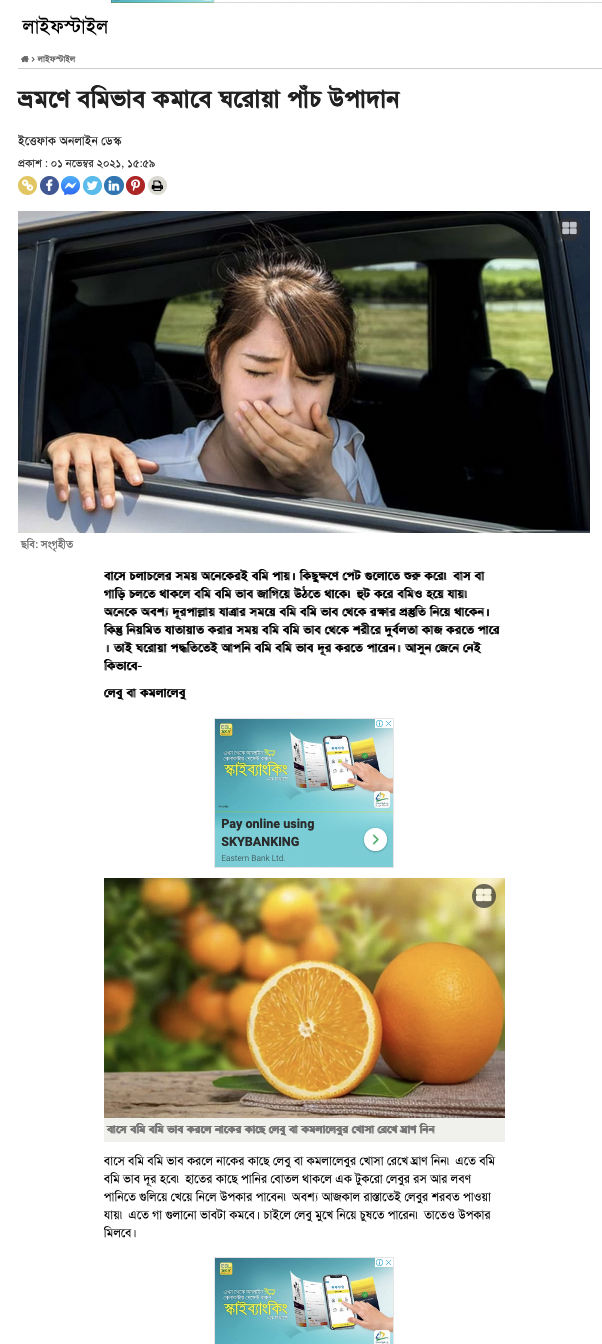 লাইফস্টাইল
লাইফস্টাইল
ভ্রমণে বমিভাব কমাবে ঘরোয়া পাঁচ উপাদান
ইত্তেফাক অনলাইন ডেস্ক
প্রকাশ : ০১ নভেম্বর ২০২১, ১৫:৫৯
ছবি: সংগৃহীত
বাসে চলাচলের সময় অনেকেরই বমি পায়। কিছুক্ষণে পেট গুলোতে শুরু করে। বাস বা
গাড়ি চলতে থাকলে বমি বমি ভাব জাগিয়ে উঠতে থাকে। হুট করে বমিও হয়ে যায়।
অনেকে অবশ্য দূরপাল্লায় যাত্রার সময়ে বমি বমি ভাব থেকে রক্ষার প্রস্তুতি নিয়ে থাকেন।
কিন্তু নিয়মিত যাতায়াত করার সময় বমি বমি ভাব থেকে শরীরে দুর্বলতা কাজ করতে পারে
। তাই ঘরোয়া পদ্ধতিতেই আপনি বমি বমি ভাব দূর করতে পারেন। আসুন জেনে নেই
কিভাবে-
লেবু বা কমলালেবু
স্কাইব্যাংকিং
Pay online using
SKYBANKING
Eastern Bank Ltd.
বাসে বমি বমি ভাব করলে নাকের কাছে লেবু বা কমলালেবুর খোসা রেখে ঘ্রাণ নিন
বাসে বমি বমি ভাব করলে নাকের কাছে লেবু বা কমলালেবুর খোসা রেখে ঘ্রাণ নিন। এতে বমি
বমি ভাব দূর হবে। হাতের কাছে পানির বোতল থাকলে এক টুকরো লেবুর রস আর লবণ
পানিতে গুলিয়ে খেয়ে নিলে উপকার পাবেন। অবশ্য আজকাল রাস্তাতেই লেবুর শরবত পাওয়া
যায়। এতে গা গুলানো ভাবটা কমবে। চাইলে লেবু মুখে নিয়ে চুষতে পারেন। তাতেও উপকার
মিলবে।
স্কাইব্যাংকিং